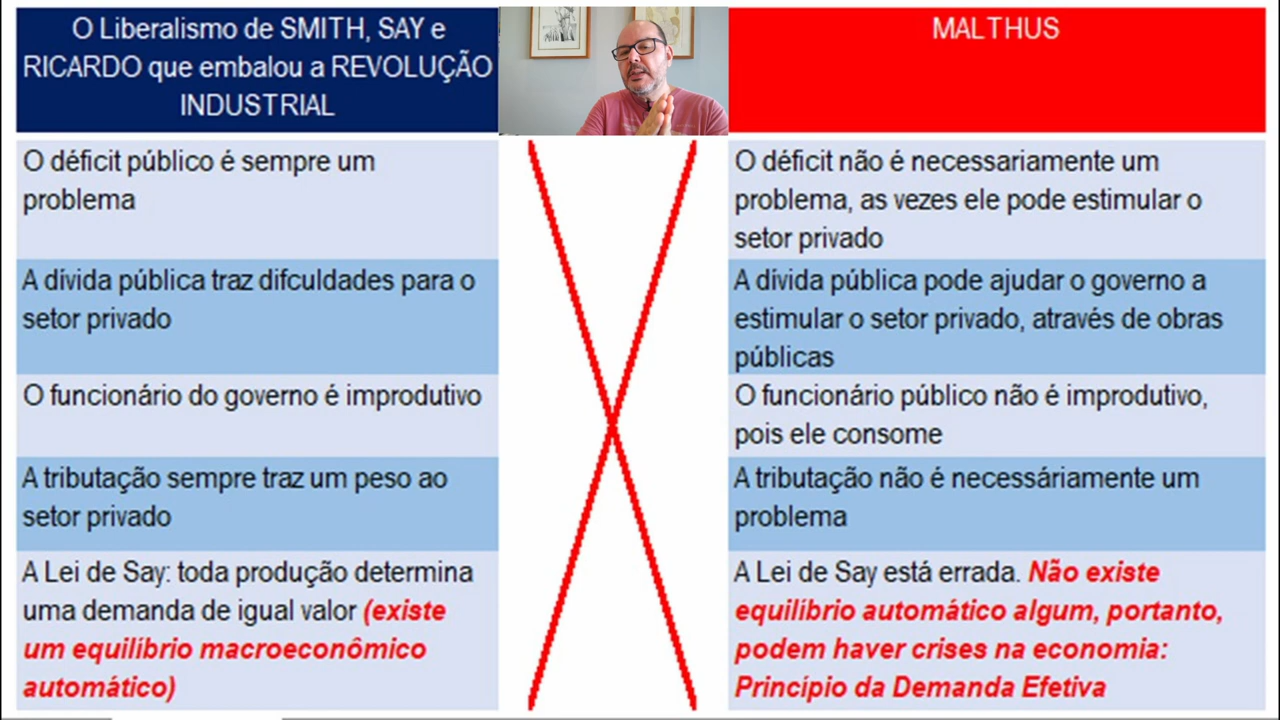 O Liberalismo de SMITH, SAY e
RICARDO que embalou a REVOLUÇÃO
INDUSTRIAL
MALTHUS
O déficit público é sempre um
problema
O déficit não é necessariamente um
problema, as vezes ele pode estimular o
setor privado
A dívida pública traz difculdades para o
setor privado
A dívida pública pode ajudar o governo a
estimular o setor privado, através de obras
públicas
O funcionário do governo é improdutivo
O funcionário público não é improdutivo,
pois ele consome
A tributação sempre traz um peso ao
setor privado
A tributação não é necessáriamente um
problema
A Lei de Say: toda produção determina
uma demanda de igual valor (existe
um equilíbrio macroeconômico
automático)
A Lei de Say está errada. Não existe
equilíbrio automático algum, portanto,
podem haver crises na economia:
Princípio da Demanda Efetiva